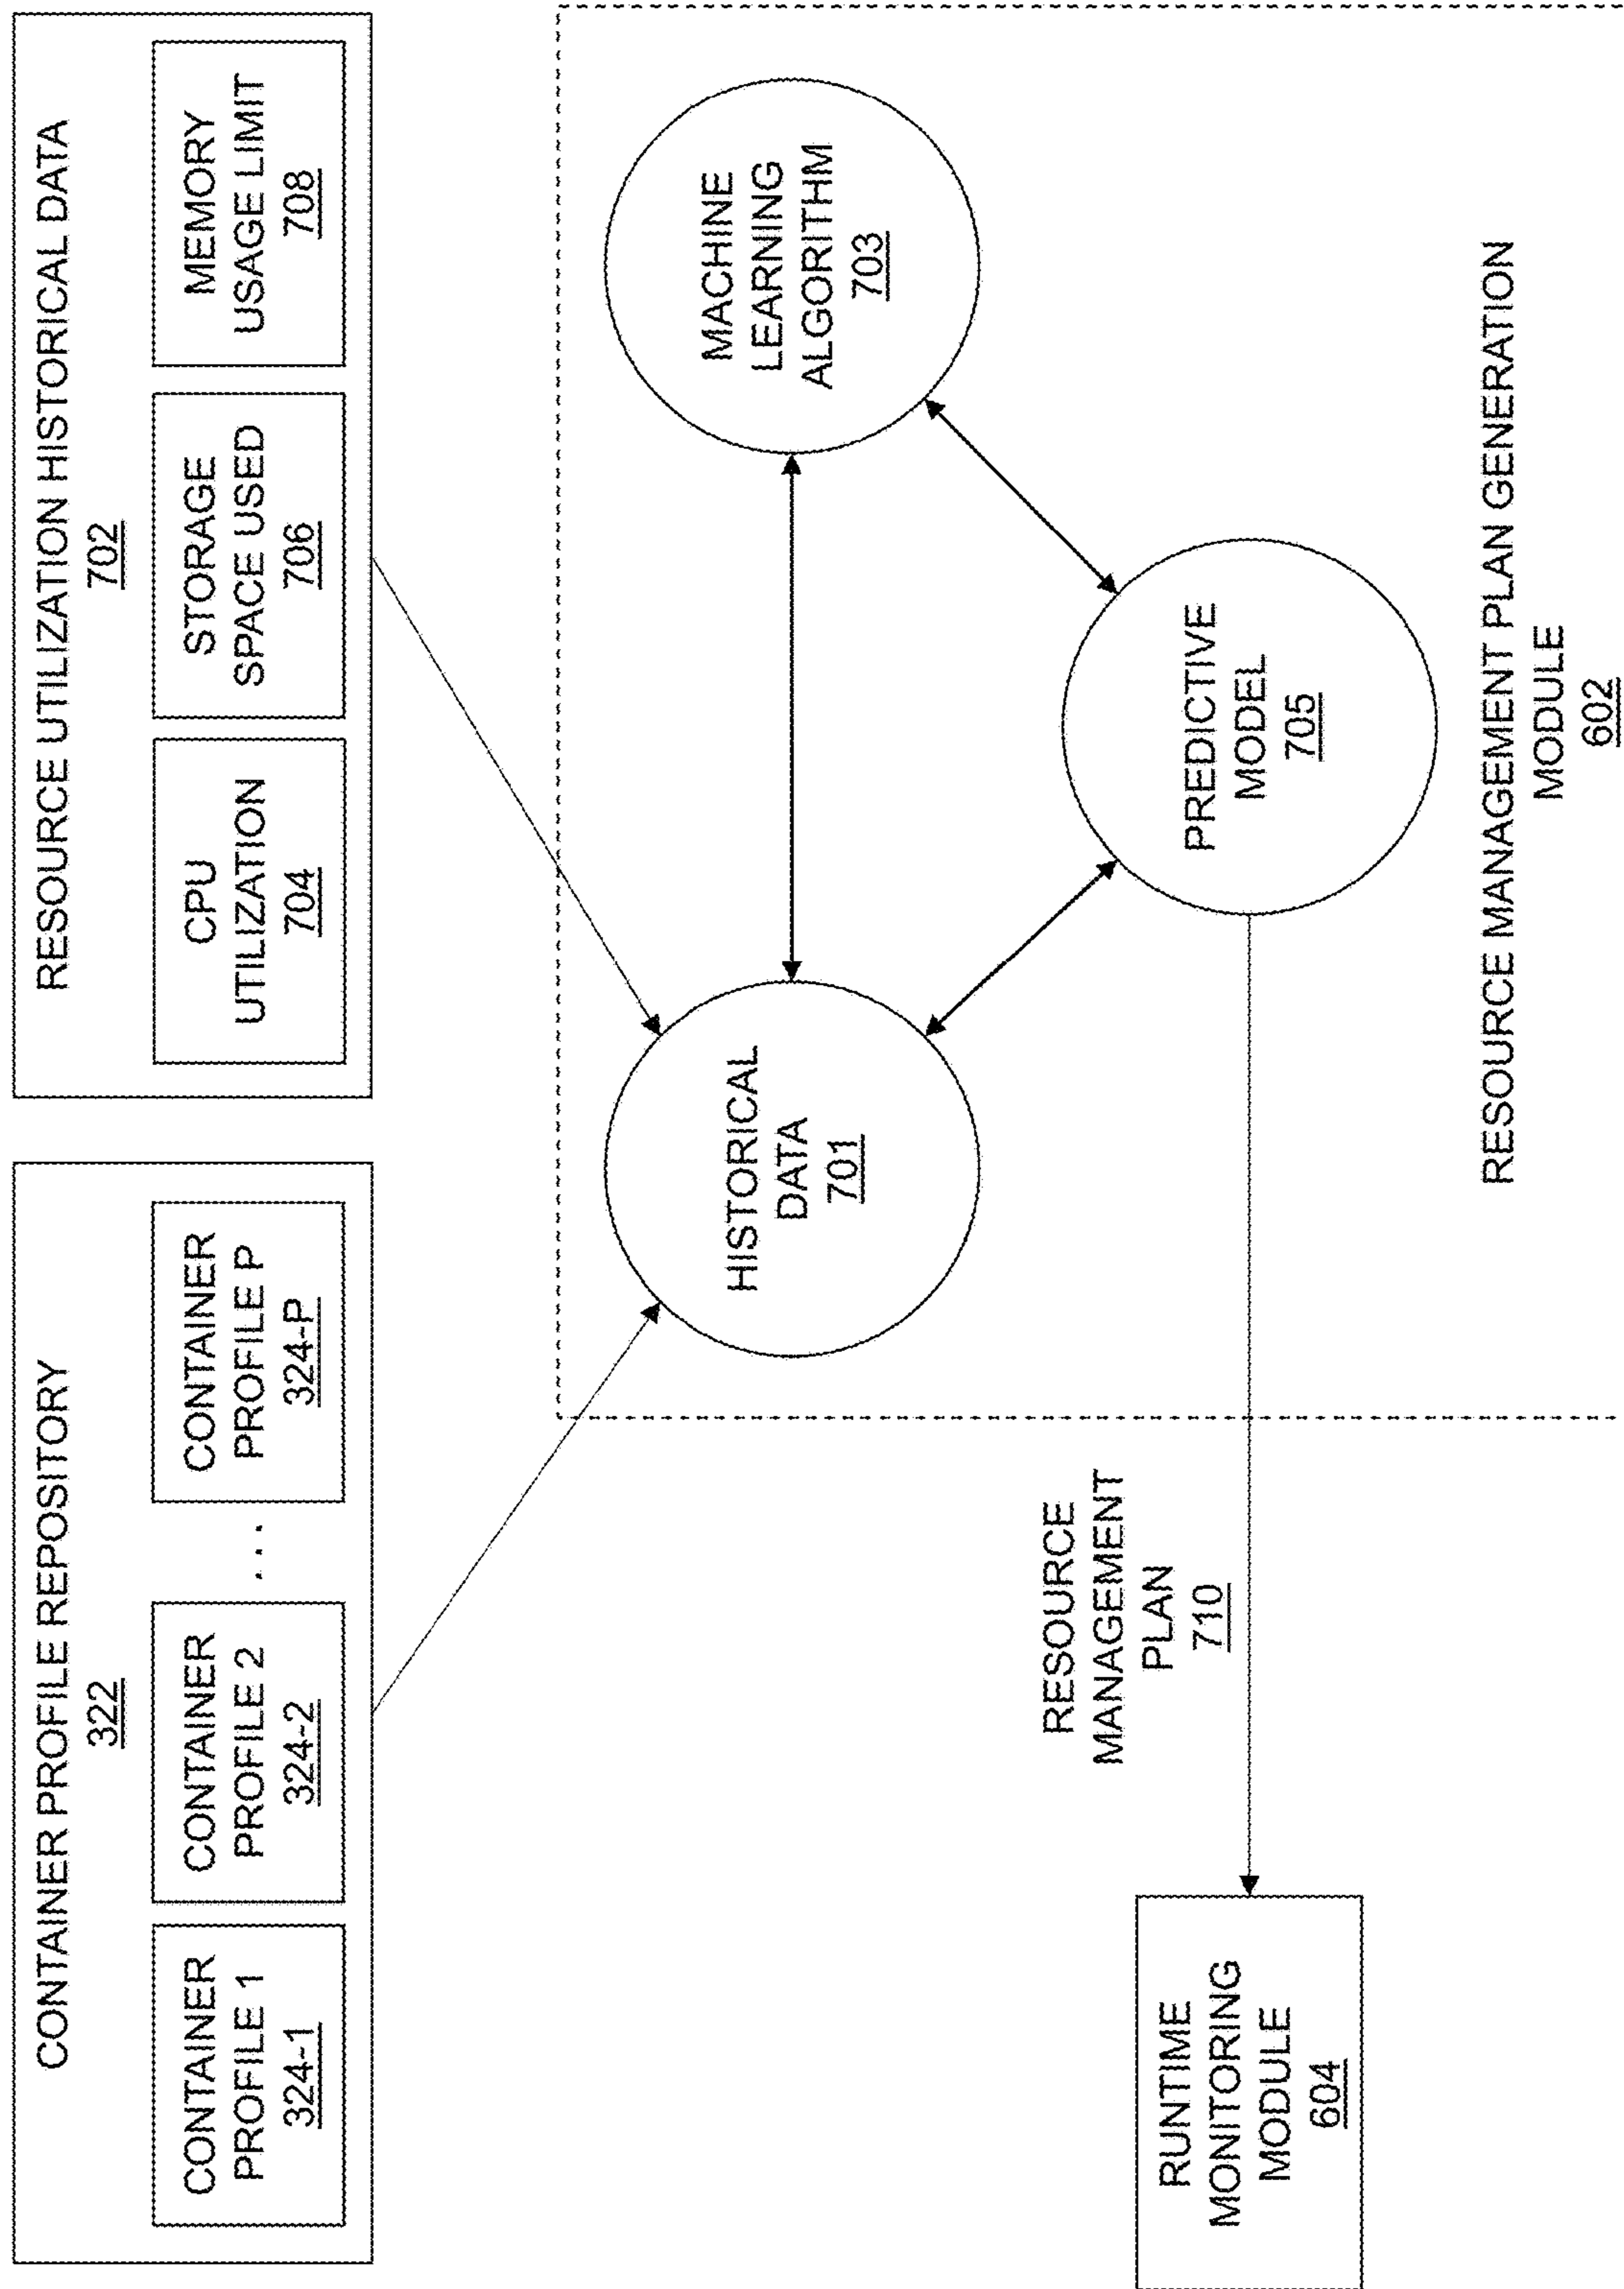 CONTAINER PROFILE REPOSITORY
322
CONTAINER
PROFILE 1
324-1
CONTAINER
PROFILE 2
324-2
. . .
CONTAINER
PROFILE P
324-P
RESOURCE UTILIZATION HISTORICAL DATA
702
CPU
UTILIZATION
704
STORAGE
SPACE USED
706
MEMORY
USAGE LIMIT
708
HISTORICAL
DATA
701
MACHINE
LEARNING
ALGORITHM
703
PREDICTIVE
MODEL
705
RESOURCE
MANAGEMENT
PLAN
710
RUNTIME
MONITORING
MODULE
604
RESOURCE MANAGEMENT PLAN GENERATION
MODULE
602